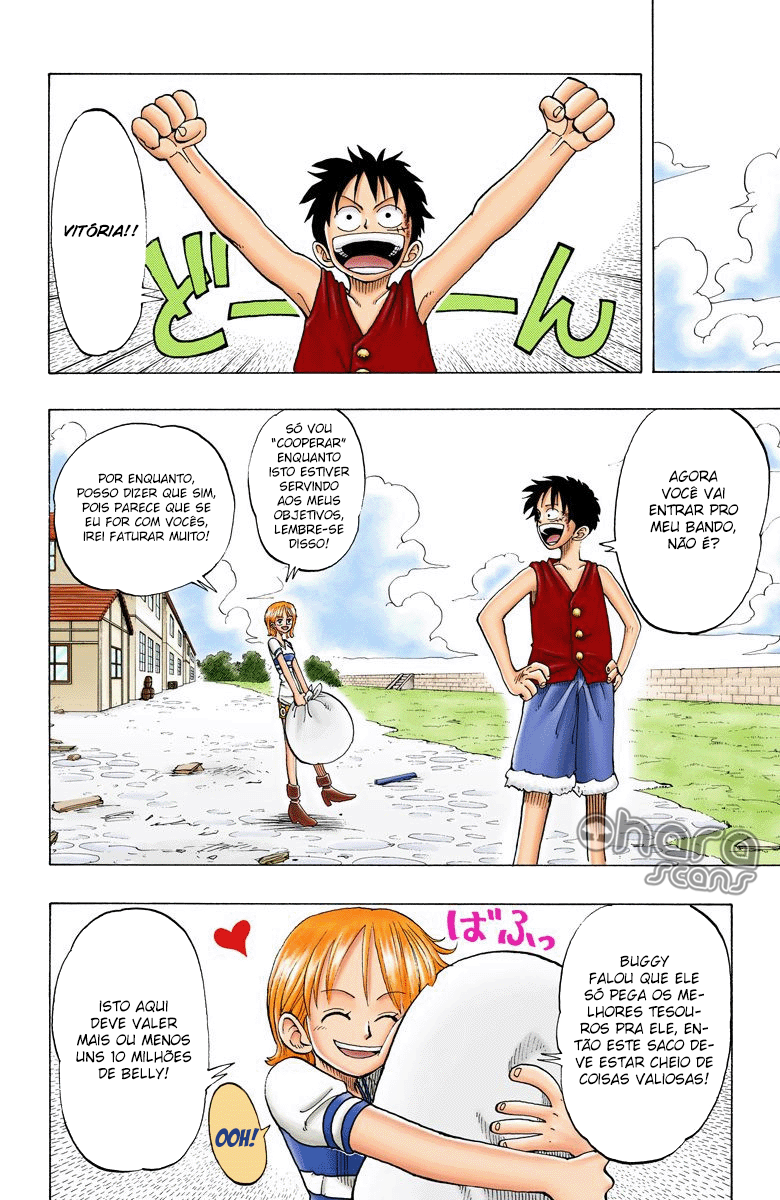 VITÓRIA!!
どーーん
AGORA
VOCÊ VAI
ENTRAR PRO
MEU BANDO,
NÃO É?
SÓ VOU
"COOPERAR"
ENQUANTO
ISTO ESTIVER
SERVINDO
AOS MEUS
OBJETIVOS,
LEMBRE-SE
DISSO!
POR ENQUANTO,
POSSO DIZER QUE SIM,
POIS PARECE QUE SE
EU FOR COM VOCÊS,
IREI FATURAR MUITO!
Ohara
scans
BUGGY
FALOU QUE ELE
SÓ PEGA OS ME-
LHORES TESOU-
ROS PRA ELE, EN-
TÃO ESTE SACO DE-
VE ESTAR CHEIO DE
COISAS VALIOSAS!
ばふっ
ISTO AQUI
DEVE VALER
MAIS OU MENOS
UNS 10 MILHÕES
DE BELLY!
OOH!